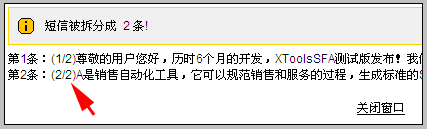 短信被拆分成 2 条!
第1条：(1/2)尊敬的用户您好，历时6个月的开发，XToolsSFA测试版发布！我
第2条：(2/2)A是销售自动化工具，它可以规范销售和服务的过程，生成标准的
关闭窗口